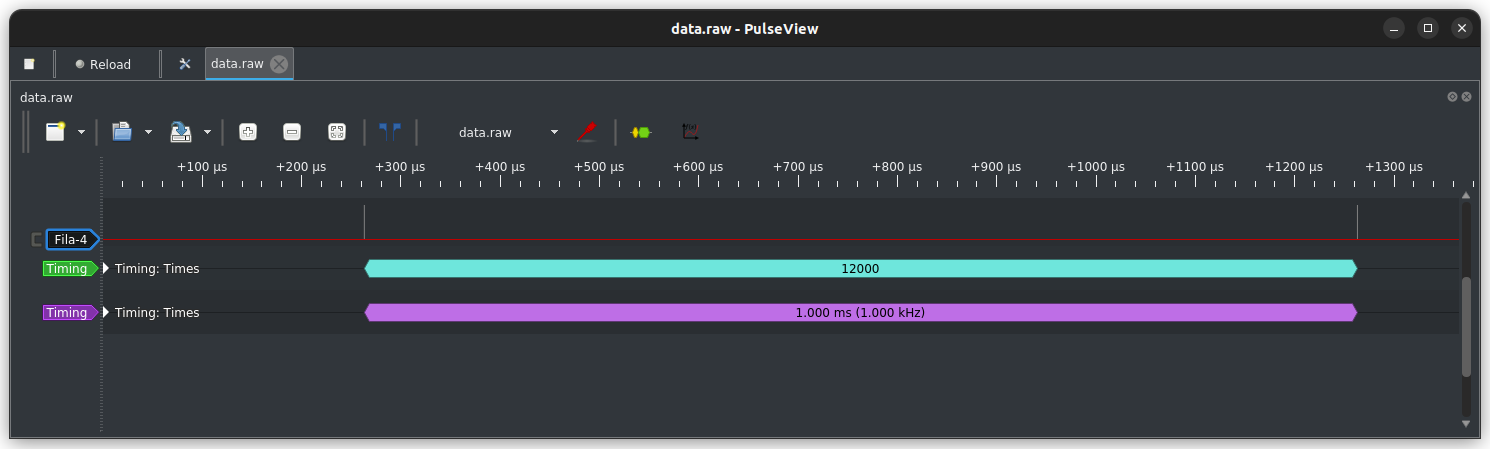 data.raw - PulseView
Reload
data.raw
data.raw
data.raw
+100 µs +200 µs +300 µs +400 µs +500 µs +600 µs +700 µs +800 µs +900 µs +1000 µs +1100 µs +1200 µs +1300 µs
Fila-4
Timing Timing: Times 12000
Timing Timing: Times 1.000 ms (1.000 kHz)